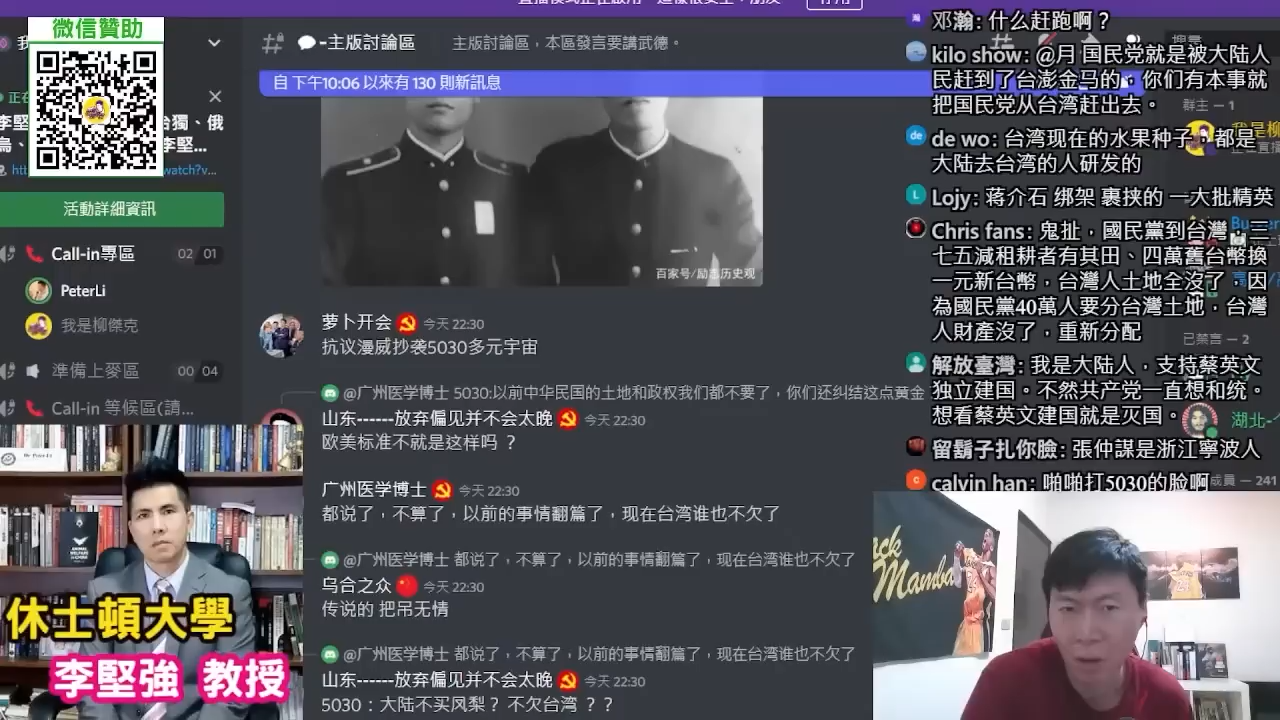 微信贊助
活動詳細資訊
Call-in專區
02 01
PeterLi
我是柳傑克
準備上麥區
00 04
Call-in 等候區(請...
休士頓大學
李堅強 教授
-主版討論區
主版討論區，本區發言要講武德。
自 下午10:06 以來有 130 則新訊息
百家号/励志历史观
萝卜开会 今天 22:30
抗议漫威抄袭5030多元宇宙
@广州医学博士 5030:以前中华民国的土地和政权我们都不要了，你们还纠结这点黄金
山东------放弃偏见并不会太晚 今天 22:30
欧美标准不就是这样吗 ？
广州医学博士 今天 22:30
都说了，不算了，以前的事情翻篇了，现在台湾谁也不欠了
@广州医学博士 都说了，不算了，以前的事情翻篇了，现在台湾谁也不欠了
乌合之众 今天 22:30
传说的 把吊无情
@广州医学博士 都说了，不算了，以前的事情翻篇了，现在台湾谁也不欠了
山东------放弃偏见并不会太晚 今天 22:30
5030：大陆不买凤梨？ 不欠台湾 ？？
邓瀚: 什么赶跑啊？
kilo show: @月 国民党就是被大陆人
民赶到了台澎金马的，你们有本事就
把国民党从台湾赶出去。
de wo: 台湾现在的水果种子，都是
大陆去台湾的人研发的
Lojy: 蒋介石 绑架 裹挟的 一大批精英
Chris fans: 鬼扯，國民黨到台灣，三
七五減租耕者有其田、四萬舊台幣換
一元新台幣，台灣人土地全沒了，因
為國民黨40萬人要分台灣土地，台灣
人財產沒了，重新分配
解放臺灣: 我是大陆人，支持蔡英文
独立建国。不然共产党一直想和统。
想看蔡英文建国就是灭国。
留鬍子扎你臉: 張仲謀是浙江寧波人
calvin han: 啪啪打5030的脸啊
群主 — 1
已禁言 — 2
成員 — 241
湖北-
Mamba